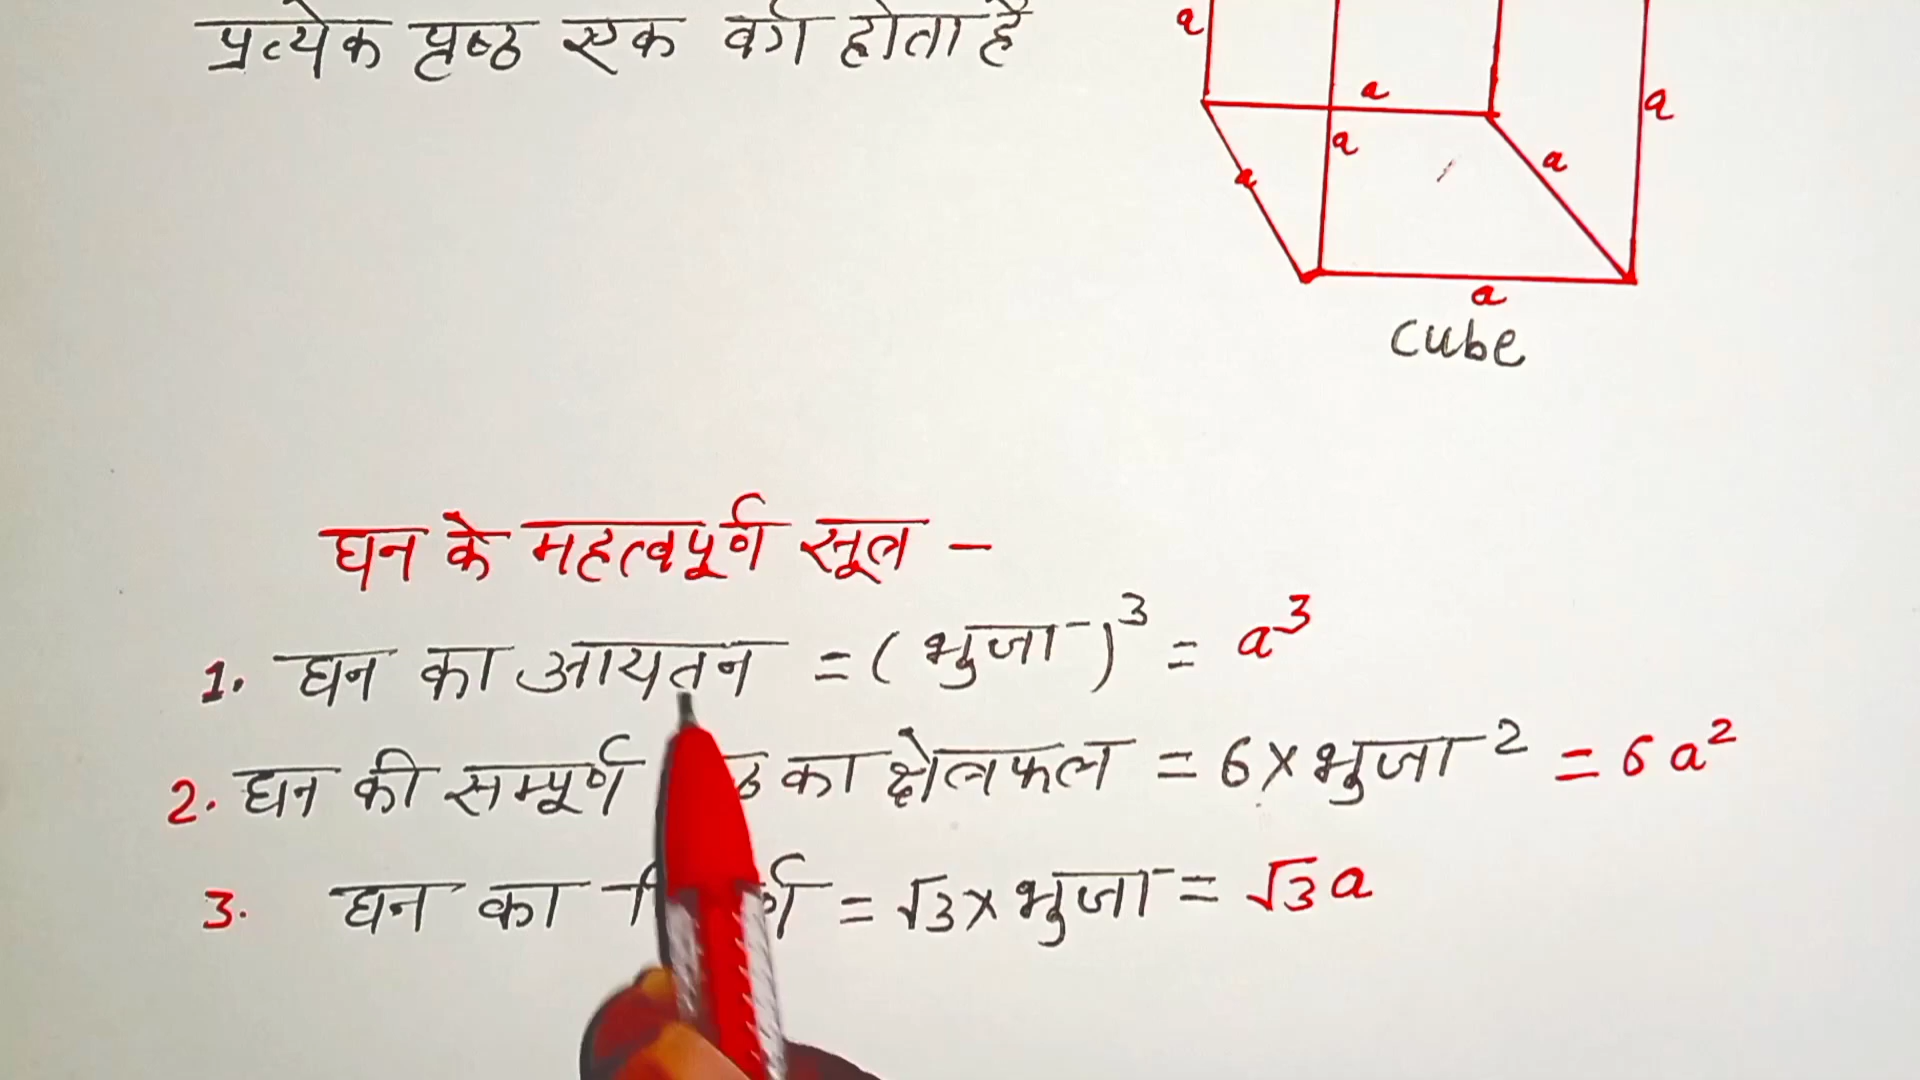 प्रत्येक पृष्ठ एक वर्ग होता है
a
a
a
a
a
a
a
cube
घन के महत्वपूर्ण सूत्र -
1. घन का आयतन = (भुजा)³ = a³
2. घन की सम्पूर्ण का क्षेत्रफल = 6 × भुजा² = 6a²
3. घन का = √3 × भुजा = √3a